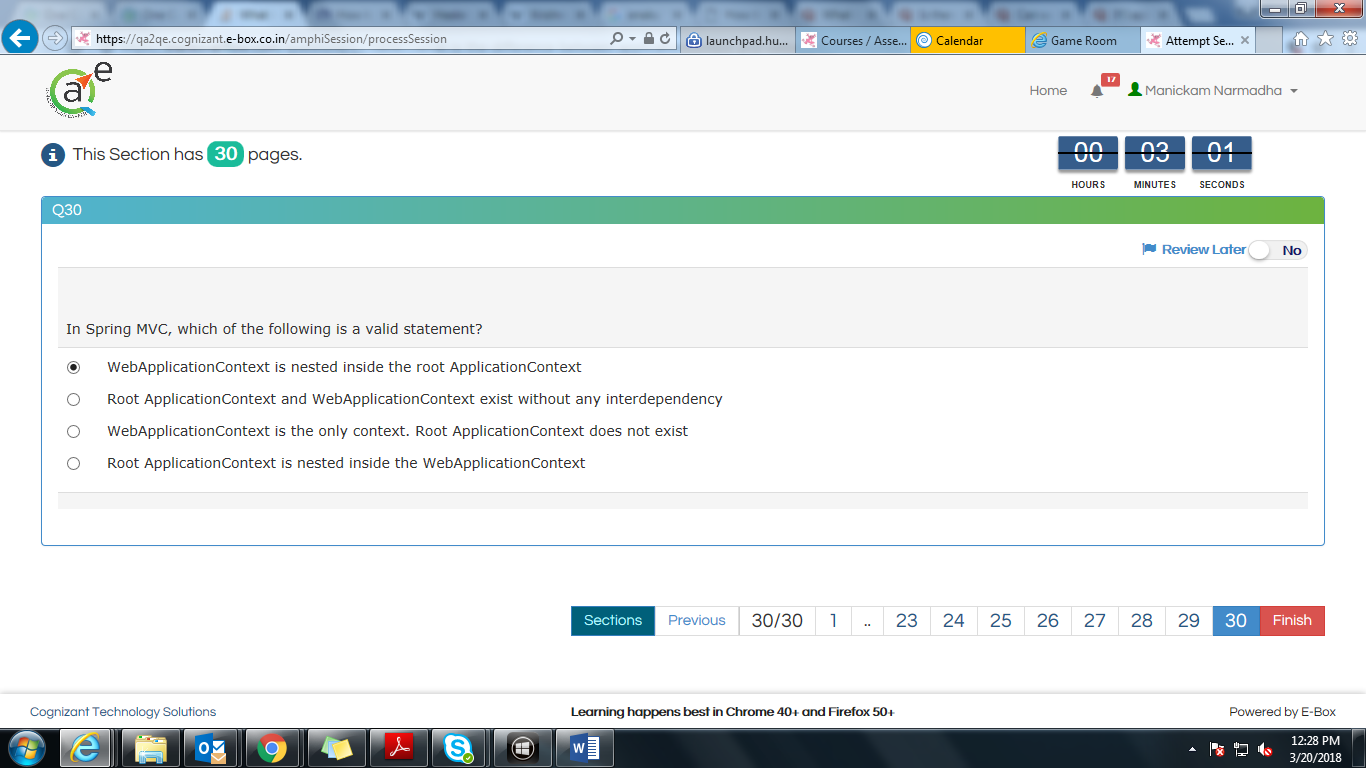 https://qa2qe.cognizant.e-box.co.in/amphiSession/processSession
launchpad.hu...
Courses / Asse...
Calendar
Game Room
Attempt Se...
a e
Home
17
Manickam Narmadha
This Section has 30 pages.
00 03 01
HOURS MINUTES SECONDS
Q30
Review Later No
In Spring MVC, which of the following is a valid statement?
WebApplicationContext is nested inside the root ApplicationContext
Root ApplicationContext and WebApplicationContext exist without any interdependency
WebApplicationContext is the only context. Root ApplicationContext does not exist
Root ApplicationContext is nested inside the WebApplicationContext
Sections Previous 30/30 1 .. 23 24 25 26 27 28 29 30 Finish
Cognizant Technology Solutions
Learning happens best in Chrome 40+ and Firefox 50+
Powered by E-Box
12:28 PM
3/20/2018